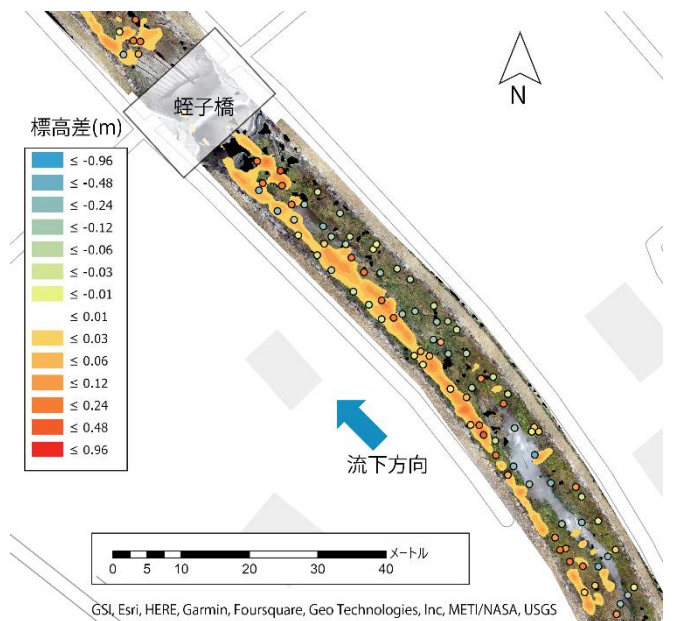 蛭子橋
N
標高差(m)
≤ -0.96
≤ -0.48
≤ -0.24
≤ -0.12
≤ -0.06
≤ -0.03
≤ -0.01
≤ 0.01
≤ 0.03
≤ 0.06
≤ 0.12
≤ 0.24
≤ 0.48
≤ 0.96
流下方向
メートル
0 5 10 20 30 40
GSI, Esri, HERE, Garmin, Foursquare, Geo Technologies, Inc, METI/NASA, USGS